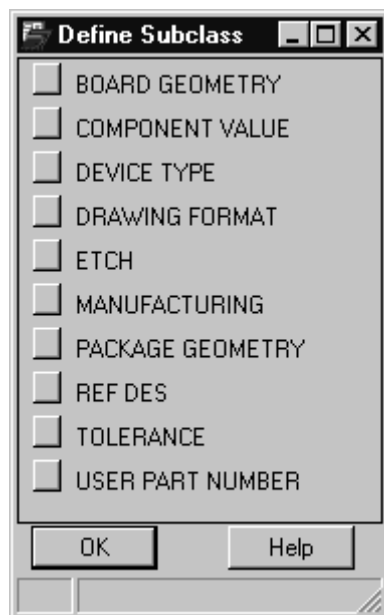 Define Subclass
BOARD GEOMETRY
COMPONENT VALUE
DEVICE TYPE
DRAWING FORMAT
ETCH
MANUFACTURING
PACKAGE GEOMETRY
REF DES
TOLERANCE
USER PART NUMBER
OK Help